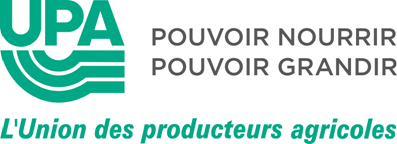 UPA
POUVOIR NOURRIR
POUVOIR GRANDIR
L'Union des producteurs agricoles